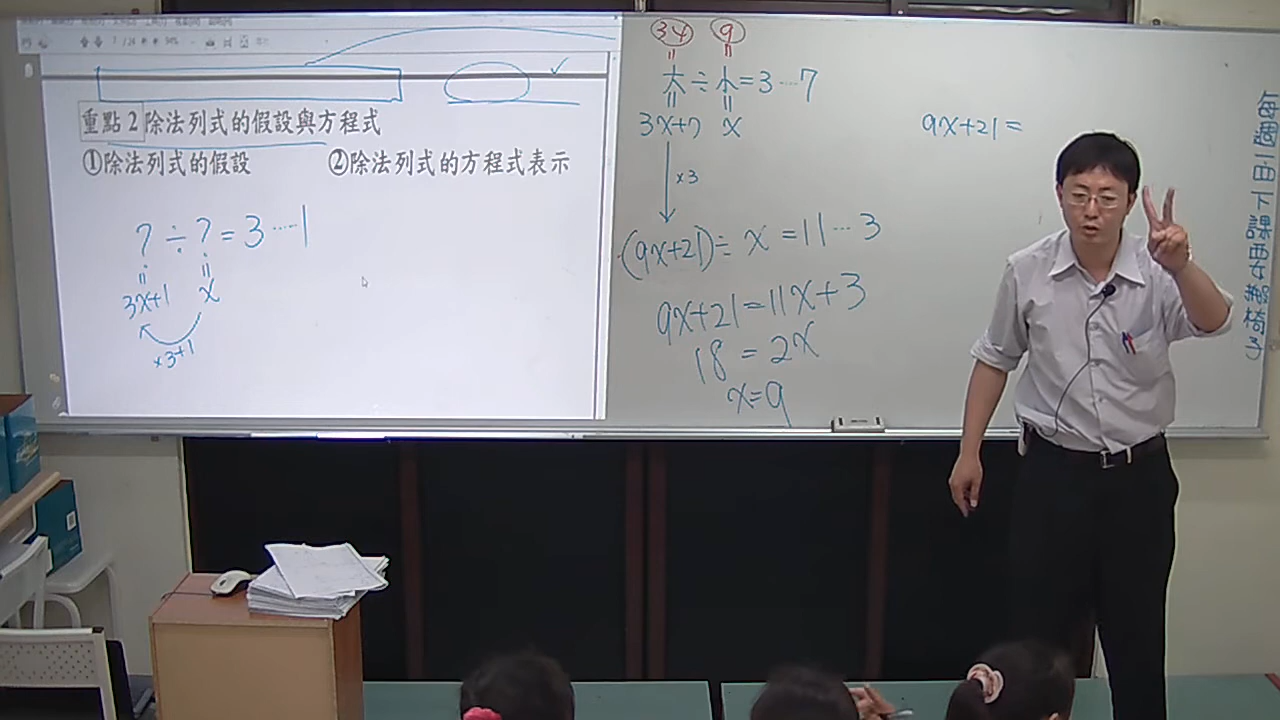 重點2 除法列式的假設與方程式
①除法列式的假設 ②除法列式的方程式表示
? ÷ ? = 3 … 1
= =
3x+1 x
×3+1
34 9
= =
大 ÷ 小 = 3 … 7
= =
3x+7 x
×3
(9x+21) ÷ x = 11 … 3
9x+21 = 11x+3
18 = 2x
x = 9
9x+21 =
每週一西下課要搬椅子